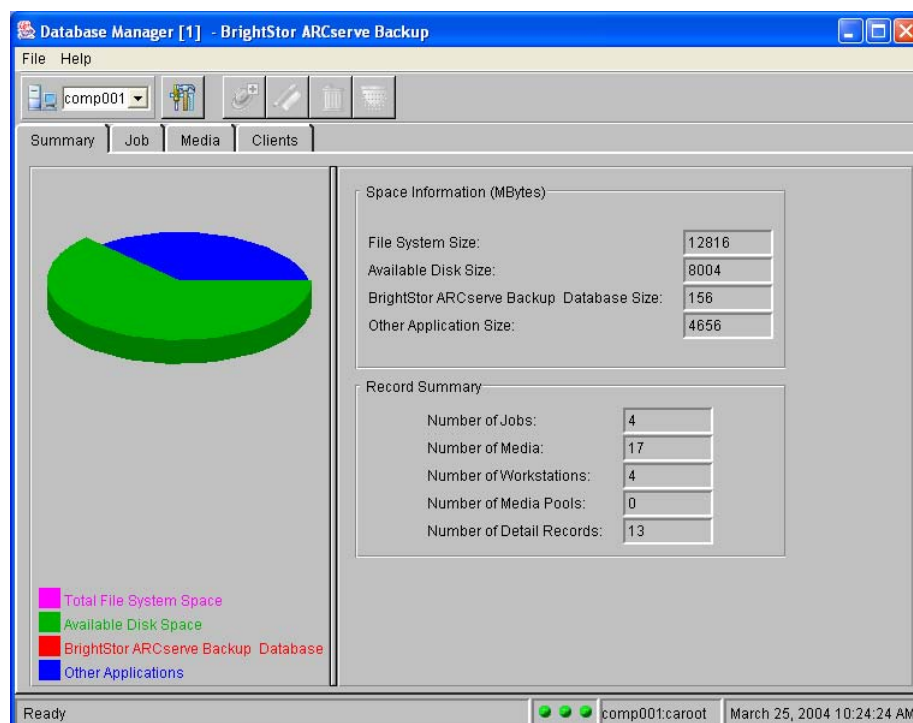 Database Manager [1] - BrightStor ARCserve Backup
File Help
comp001
Summary Job Media Clients
Space Information (MBytes)
File System Size: 12816
Available Disk Size: 8004
BrightStor ARCserve Backup Database Size: 156
Other Application Size: 4656
Record Summary
Number of Jobs: 4
Number of Media: 17
Number of Workstations: 4
Number of Media Pools: 0
Number of Detail Records: 13
Total File System Space
Available Disk Space
BrightStor ARCserve Backup Database
Other Applications
Ready comp001:caroot March 25, 2004 10:24:24 AM